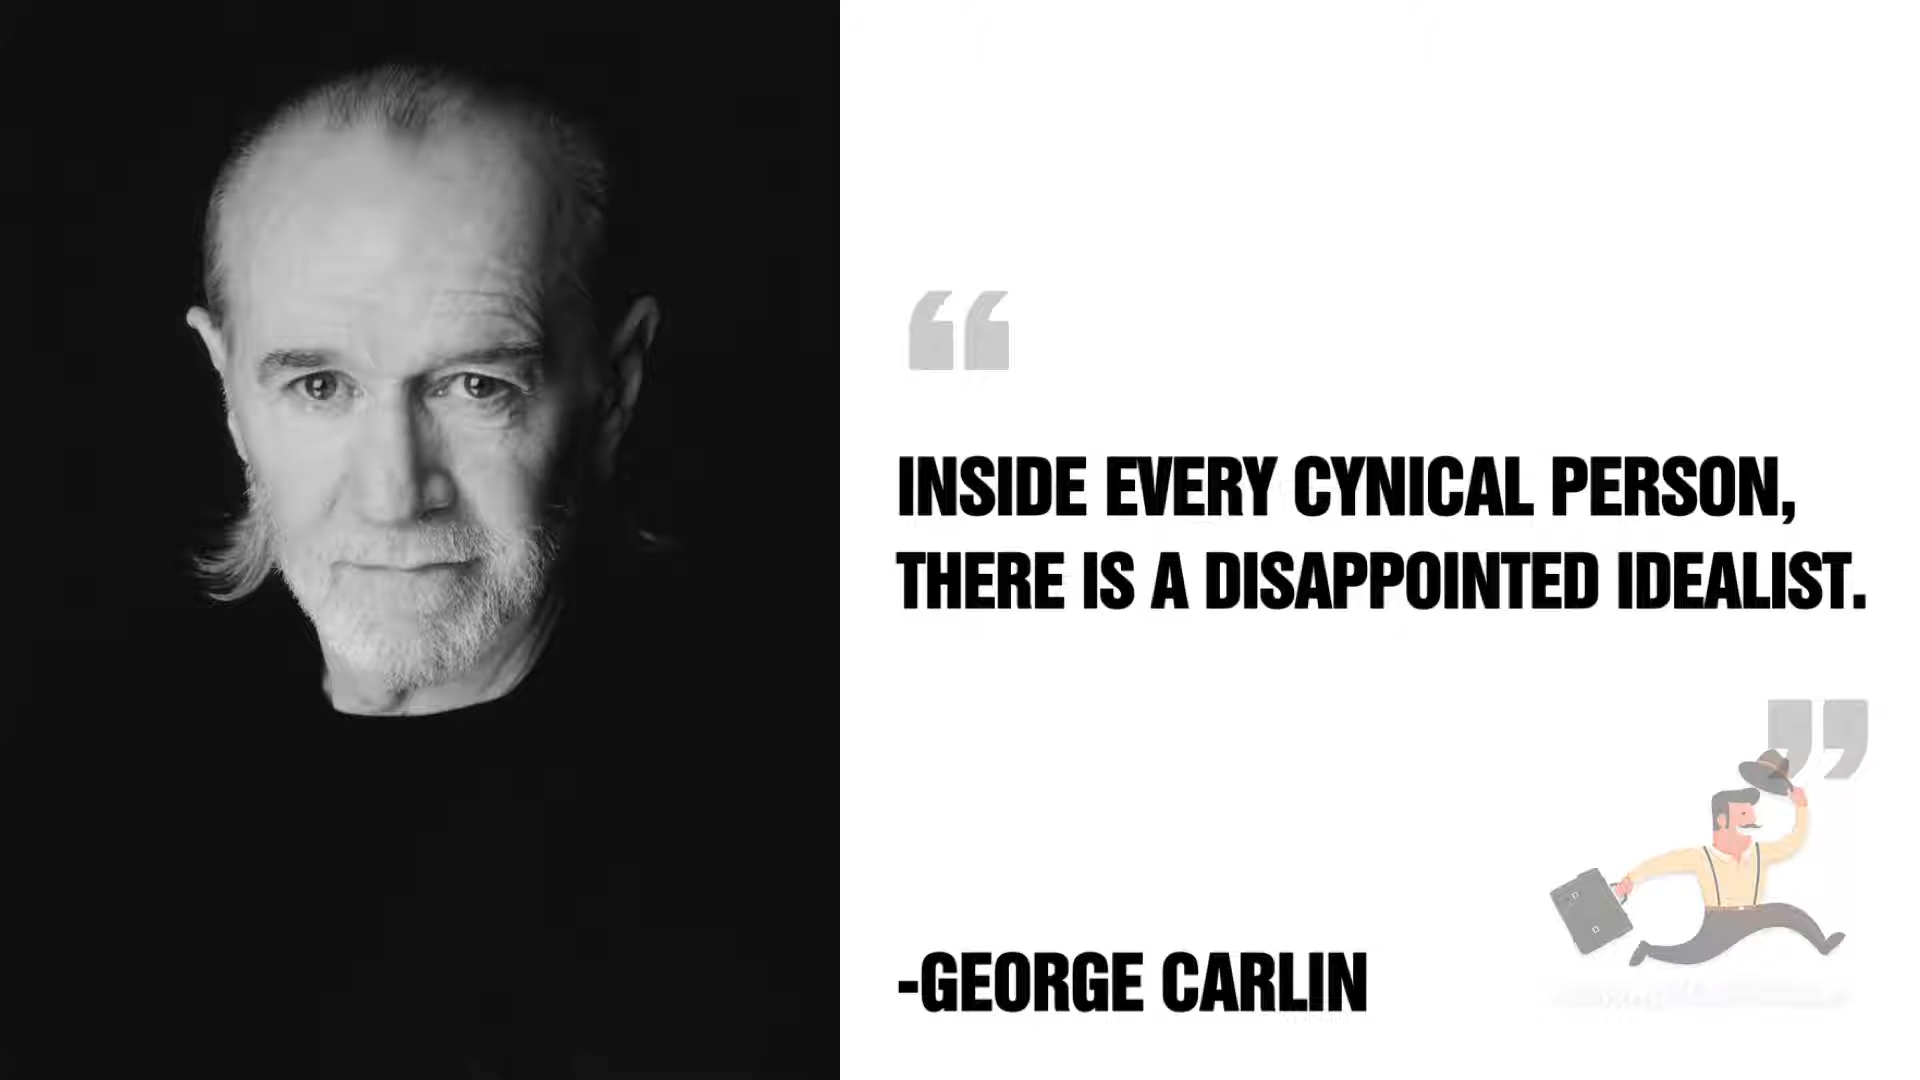 “
INSIDE EVERY CYNICAL PERSON,
THERE IS A DISAPPOINTED IDEALIST.
”
-GEORGE CARLIN